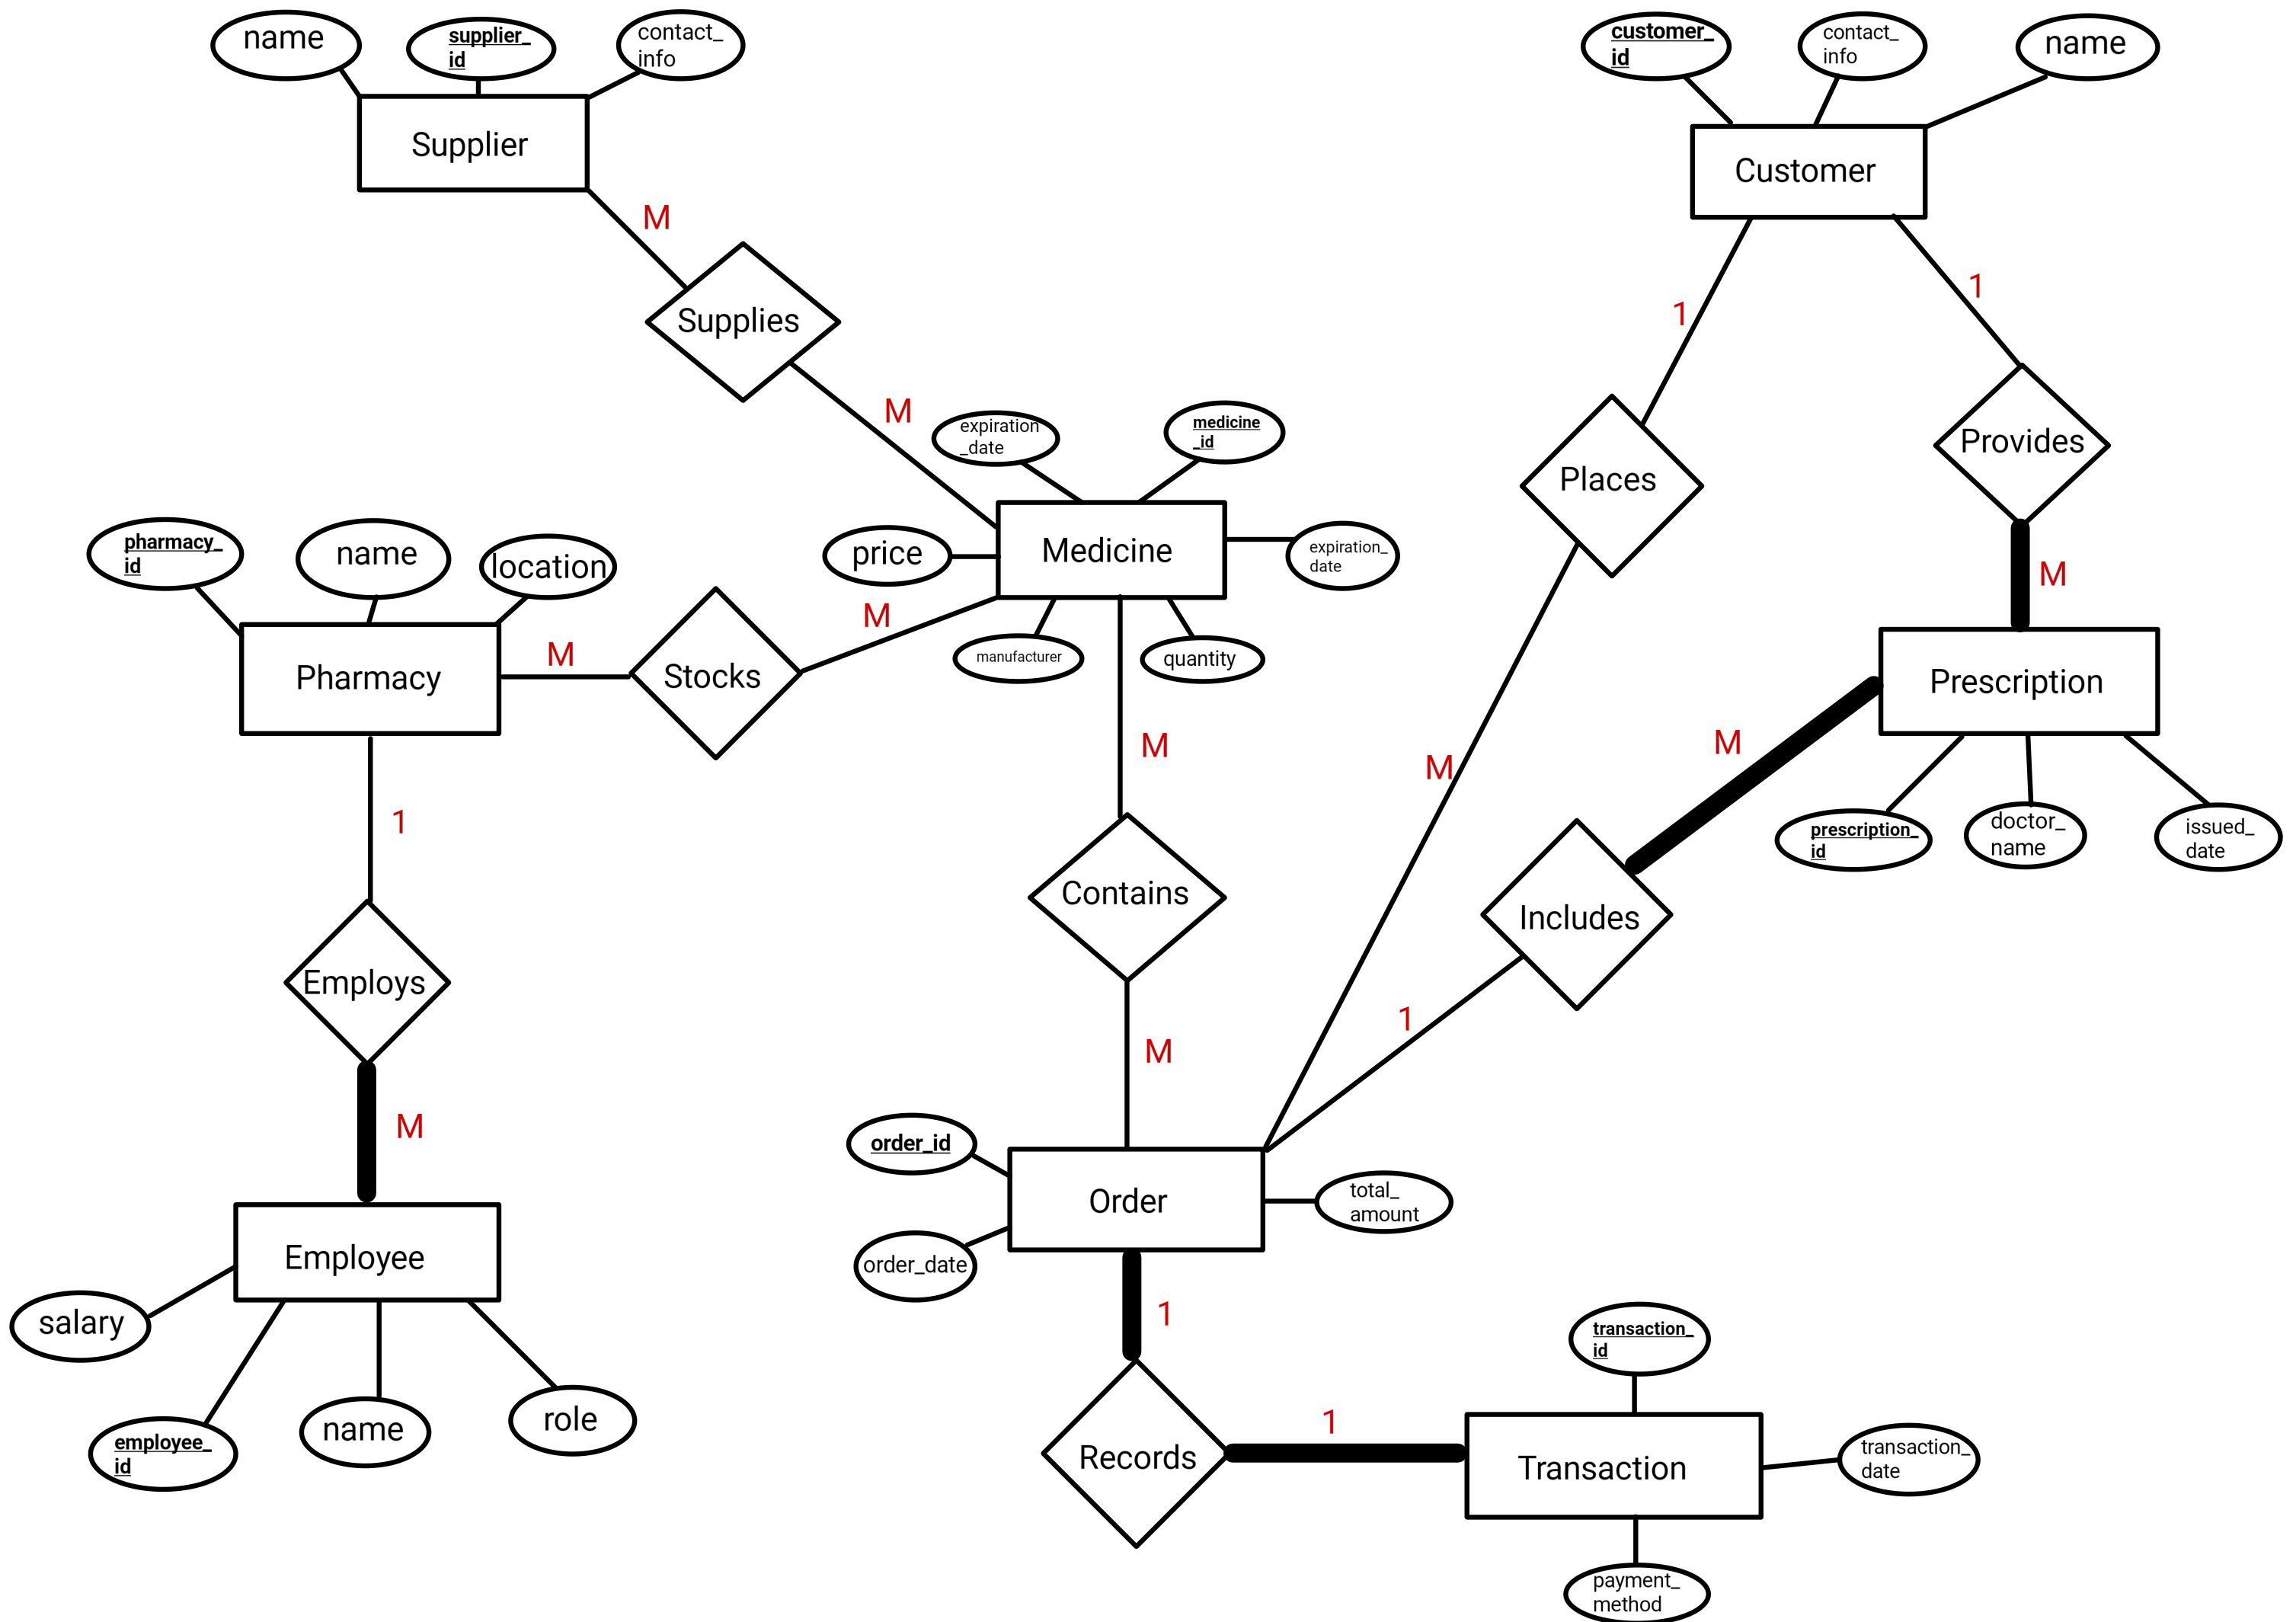 name
supplier_
id
contact_
info
customer_
id
contact_
info
name
Supplier
Customer
M
Supplies
1
1
M
expiration
_date
medicine
_id
Places
Provides
pharmacy_
id
name
location
price
Medicine
expiration_
date
M
M
manufacturer
quantity
M
Pharmacy
Stocks
Prescription
M
M
M
1
prescription_
id
doctor_
name
issued_
date
Contains
Includes
Employs
1
M
M
order_id
Order
total_
amount
order_date
Employee
salary
1
transaction_
id
employee_
id
name
role
1
Records
Transaction
transaction_
date
payment_
method